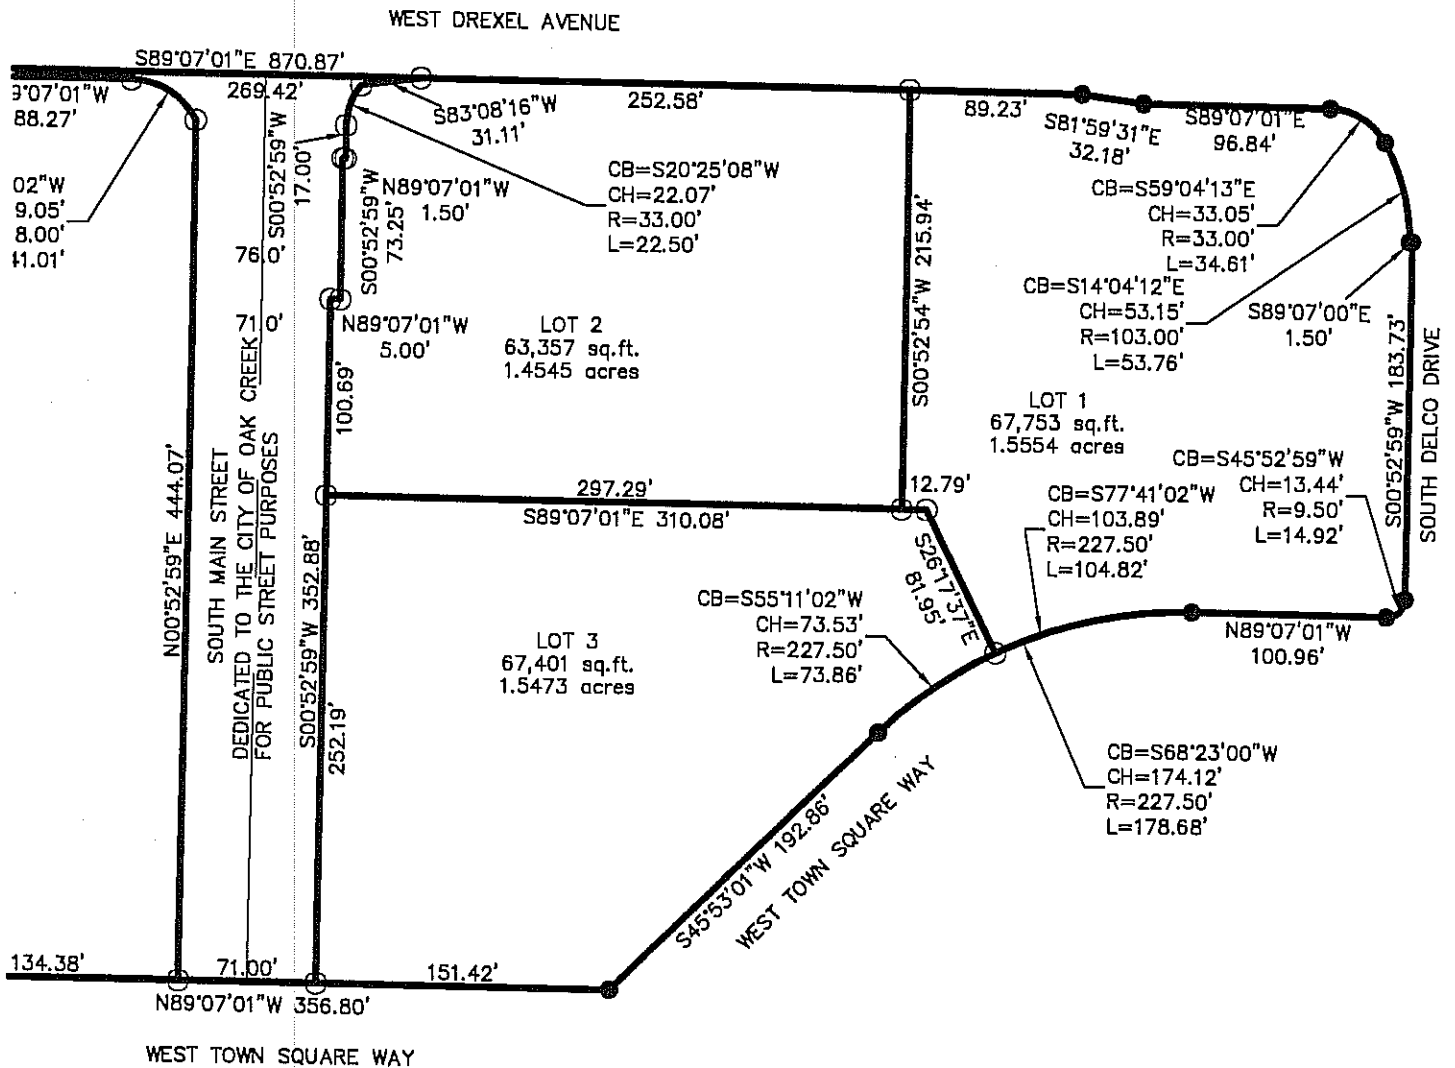 WEST DREXEL AVENUE
S89°07'01"E 870.87'
9°07'01"W
88.27'
269.42'
S83°08'16"W
31.11'
252.58'
89.23'
S81°59'31"E
32.18'
S89°07'01"E
96.84'
02"W
9.05'
8.00'
41.01'
S00°52'59"W
17.00'
N89°07'01"W
1.50'
S00°52'59"W
73.25'
CB=S20°25'08"W
CH=22.07'
R=33.00'
L=22.50'
CB=S59°04'13"E
CH=33.05'
R=33.00'
L=34.61'
CB=S14°04'12"E
CH=53.15'
R=103.00'
L=53.76'
S89°07'00"E
1.50'
76.0'
71.0'
N89°07'01"W
5.00'
100.69'
LOT 2
63,357 sq.ft.
1.4545 acres
S00°52'54"W 215.94'
LOT 1
67,753 sq.ft.
1.5554 acres
S00°52'59"W 183.73'
SOUTH DELCO DRIVE
CB=S45°52'59"W
CH=13.44'
R=9.50'
L=14.92'
CB=S77°41'02"W
CH=103.89'
R=227.50'
L=104.82'
297.29'
12.79'
S89°07'01"E 310.08'
N00°52'59"E 444.07'
SOUTH MAIN STREET
DEDICATED TO THE CITY OF OAK CREEK
FOR PUBLIC STREET PURPOSES
S00°52'59"W 352.88'
252.19'
S26°17'37"E
81.95'
CB=S55°11'02"W
CH=73.53'
R=227.50'
L=73.86'
LOT 3
67,401 sq.ft.
1.5473 acres
N89°07'01"W
100.96'
CB=S68°23'00"W
CH=174.12'
R=227.50'
L=178.68'
S45°53'01"W 192.86'
WEST TOWN SQUARE WAY
134.38'
71.00'
151.42'
N89°07'01"W 356.80'
WEST TOWN SQUARE WAY